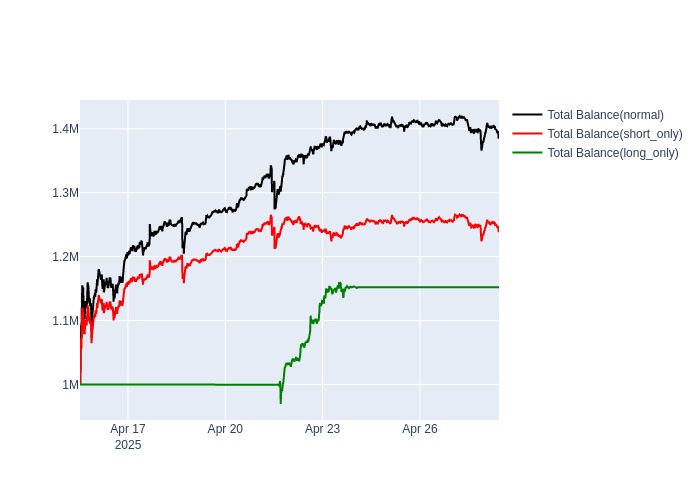 1.4M
1.3M
1.2M
1.1M
1M
Apr 17
2025
Apr 20
Apr 23
Apr 26
Total Balance(normal)
Total Balance(short_only)
Total Balance(long_only)